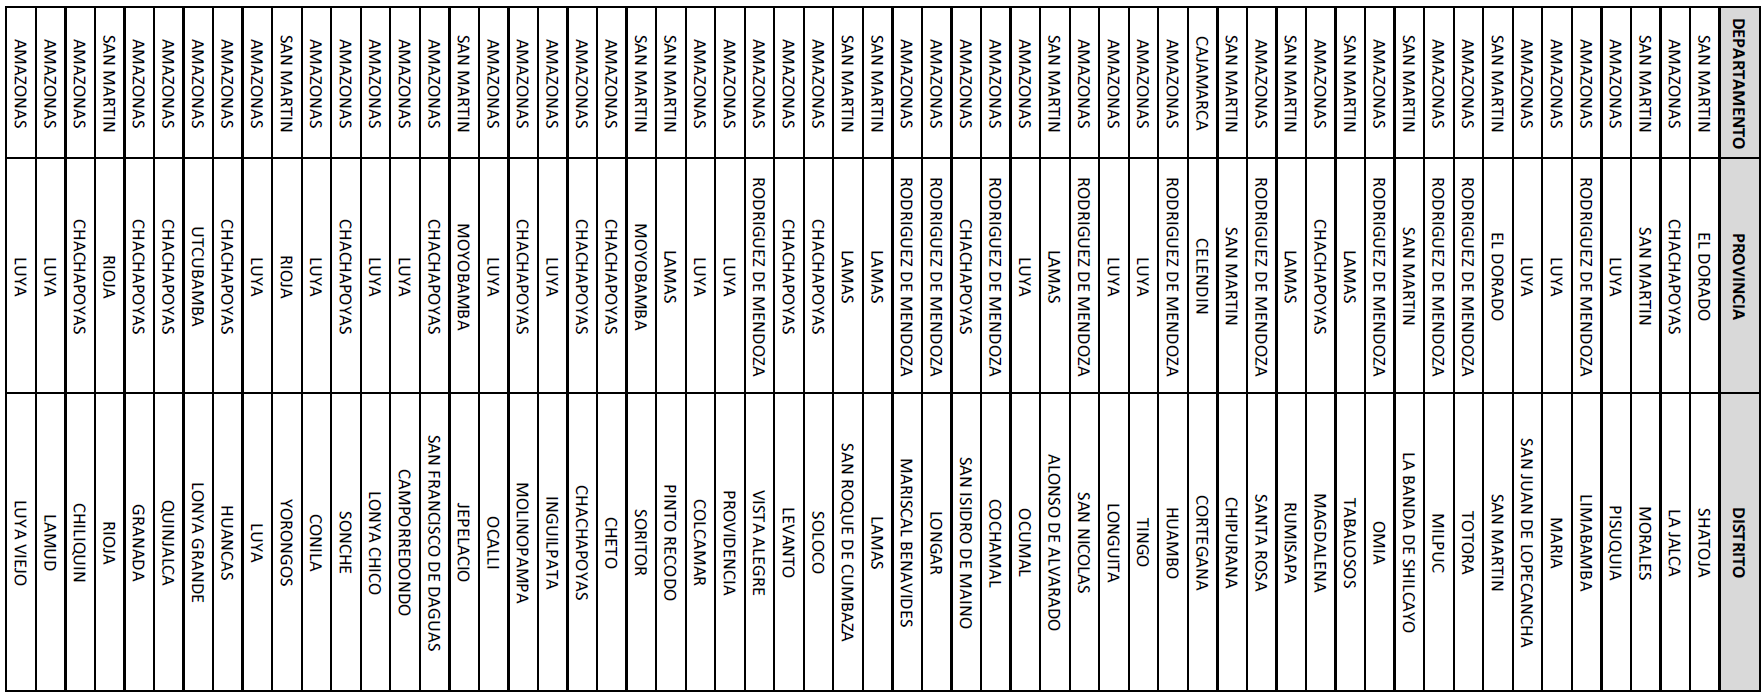 DEPARTAMENTO PROVINCIA DISTRITO
SAN MARTIN EL DORADO SHATOJA
AMAZONAS CHACHAPOYAS LA JALCA
SAN MARTIN SAN MARTIN MORALES
AMAZONAS LUYA PISUQUIA
AMAZONAS RODRIGUEZ DE MENDOZA LIMABAMBA
AMAZONAS LUYA MARIA
AMAZONAS LUYA SAN JUAN DE LOPECANCHA
SAN MARTIN EL DORADO SAN MARTIN
AMAZONAS RODRIGUEZ DE MENDOZA TOTORA
AMAZONAS RODRIGUEZ DE MENDOZA MILPUC
SAN MARTIN SAN MARTIN LA BANDA DE SHILCAYO
AMAZONAS RODRIGUEZ DE MENDOZA OMIA
SAN MARTIN LAMAS TABALOSOS
AMAZONAS CHACHAPOYAS MAGDALENA
SAN MARTIN LAMAS RUMISAPA
AMAZONAS RODRIGUEZ DE MENDOZA SANTA ROSA
SAN MARTIN SAN MARTIN CHIPURANA
CAJAMARCA CELENDIN CORTEGANA
AMAZONAS RODRIGUEZ DE MENDOZA HUAMBO
AMAZONAS LUYA TINGO
AMAZONAS LUYA LONGUITA
AMAZONAS RODRIGUEZ DE MENDOZA SAN NICOLAS
SAN MARTIN LAMAS ALONSO DE ALVARADO
AMAZONAS LUYA OCUMAL
AMAZONAS RODRIGUEZ DE MENDOZA COCHAMAL
AMAZONAS CHACHAPOYAS SAN ISIDRO DE MAINO
AMAZONAS RODRIGUEZ DE MENDOZA LONGAR
AMAZONAS RODRIGUEZ DE MENDOZA MARISCAL BENAVIDES
SAN MARTIN LAMAS LAMAS
SAN MARTIN LAMAS SAN ROQUE DE CUMBAZA
AMAZONAS CHACHAPOYAS SOLOCO
AMAZONAS CHACHAPOYAS LEVANTO
AMAZONAS RODRIGUEZ DE MENDOZA VISTA ALEGRE
AMAZONAS LUYA PROVIDENCIA
AMAZONAS LUYA COLCAMAR
SAN MARTIN LAMAS PINTO RECODO
SAN MARTIN MOYOBAMBA SORITOR
AMAZONAS CHACHAPOYAS CHETO
AMAZONAS CHACHAPOYAS CHACHAPOYAS
AMAZONAS LUYA INGUILPATA
AMAZONAS CHACHAPOYAS MOLINOPAMPA
AMAZONAS LUYA OCALLI
SAN MARTIN MOYOBAMBA JEPELACIO
AMAZONAS CHACHAPOYAS SAN FRANCISCO DE DAGUAS
AMAZONAS LUYA CAMPORREDONDO
AMAZONAS LUYA LONYA CHICO
AMAZONAS CHACHAPOYAS SONCHE
AMAZONAS LUYA CONILA
SAN MARTIN RIOJA YORONGOS
AMAZONAS LUYA LUYA
AMAZONAS CHACHAPOYAS HUANCAS
AMAZONAS UTCUBAMBA LONYA GRANDE
AMAZONAS CHACHAPOYAS QUINJALCA
AMAZONAS CHACHAPOYAS GRANADA
SAN MARTIN RIOJA RIOJA
AMAZONAS CHACHAPOYAS CHILIQUIN
AMAZONAS LUYA LAMUD
AMAZONAS LUYA LUYA VIEJO